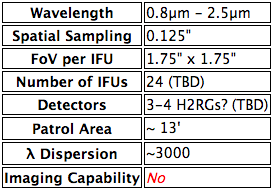 Wavelength 0.8µm - 2.5µm
Spatial Sampling 0.125"
FoV per IFU 1.75" x 1.75"
Number of IFUs 24 (TBD)
Detectors 3-4 H2RGs? (TBD)
Patrol Area ~ 13'
λ Dispersion ~3000
Imaging Capability No